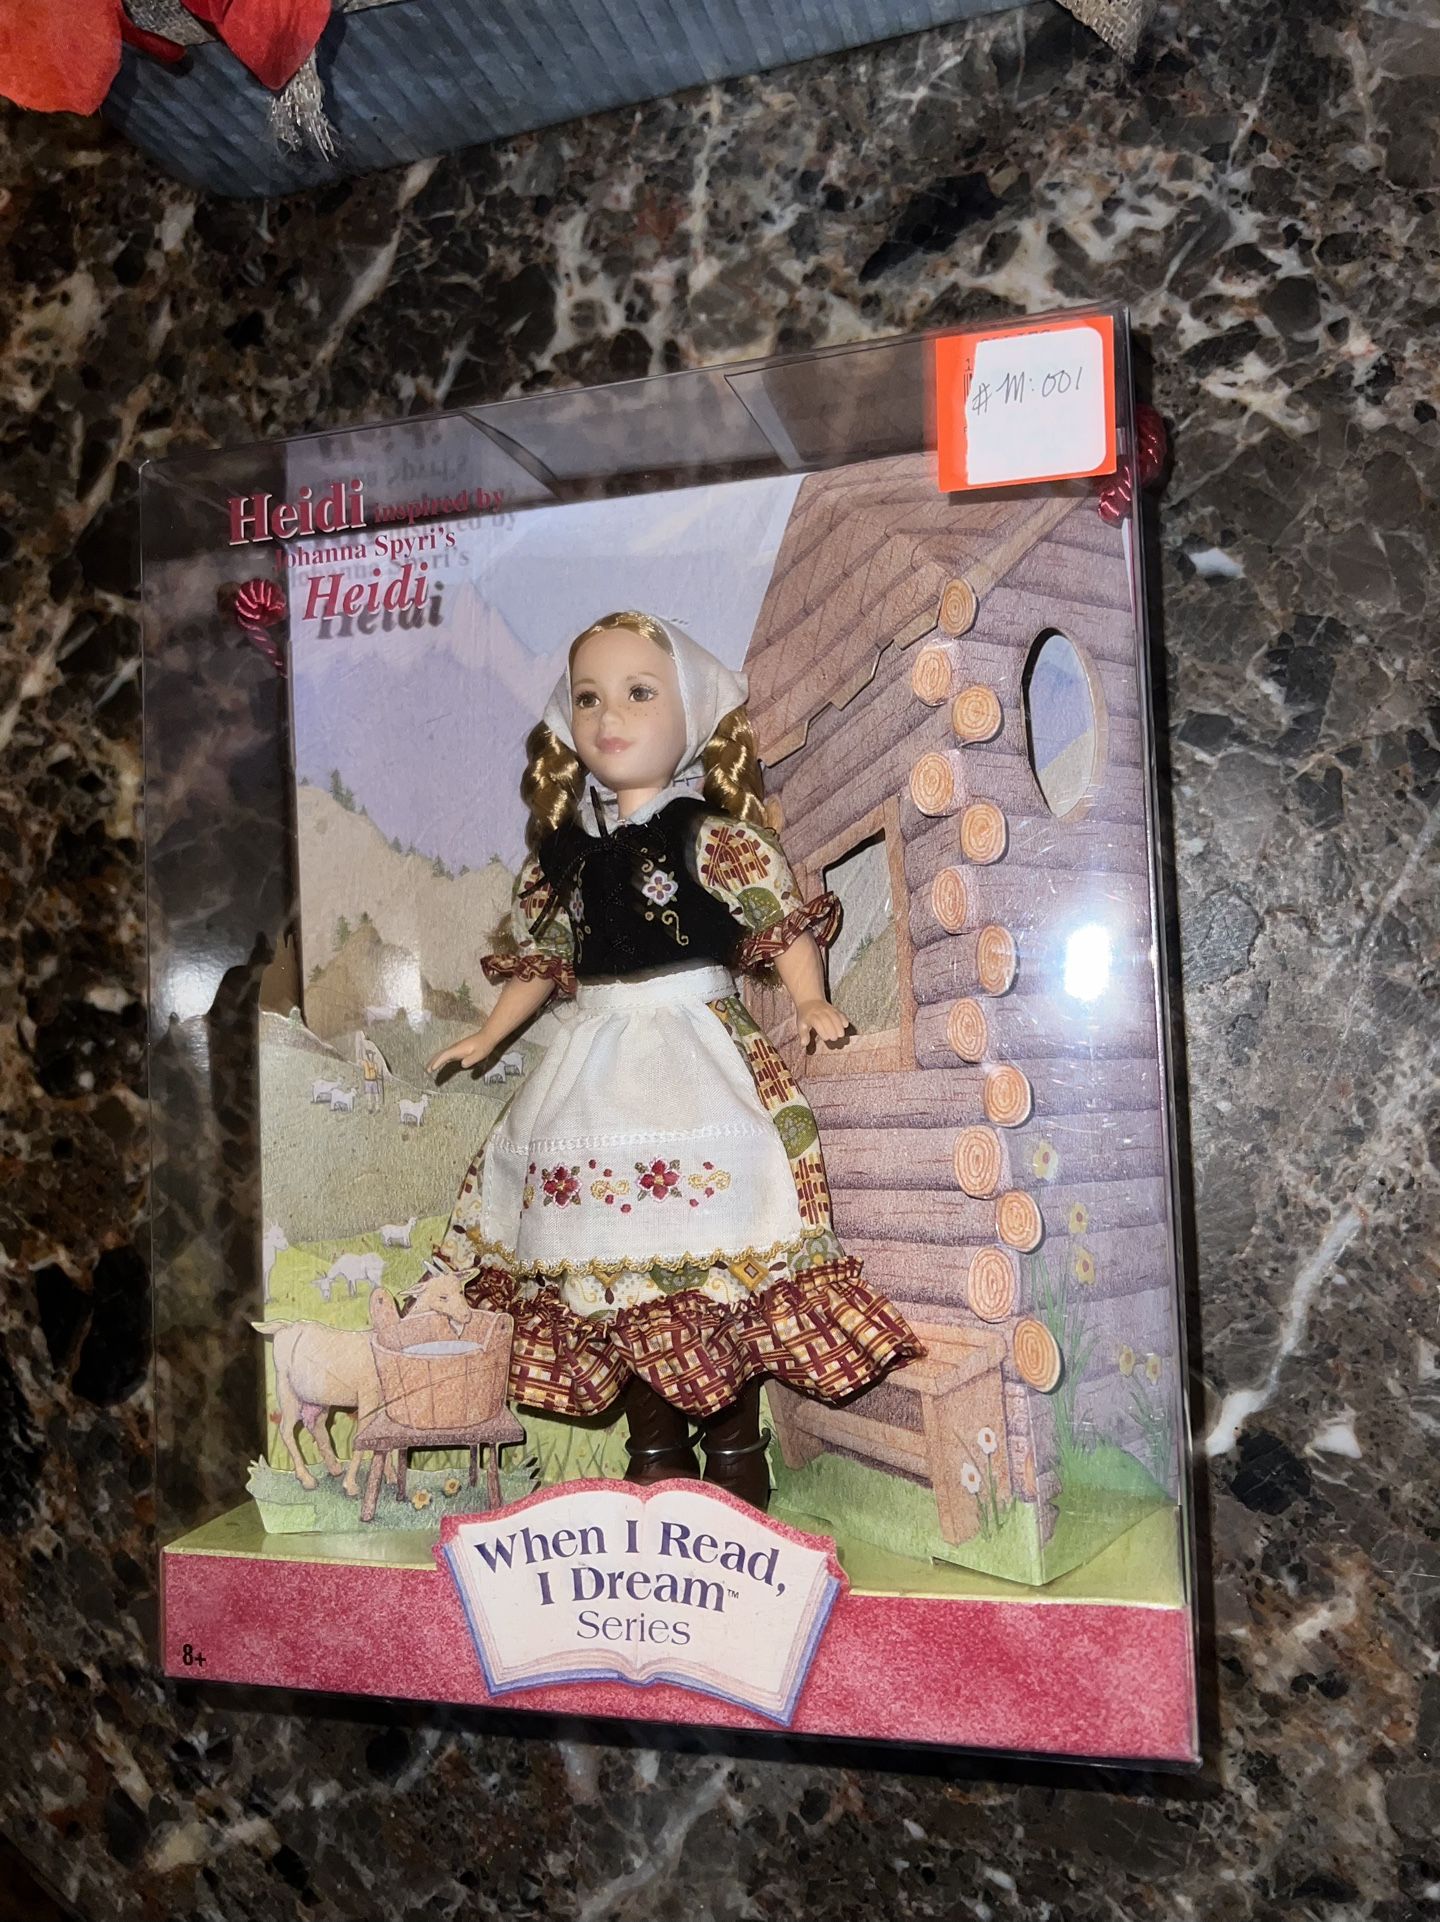 #M:001
Heidi inspired by
Johanna Spyri's
Heidi
When I Read,
I Dream™
Series
8+